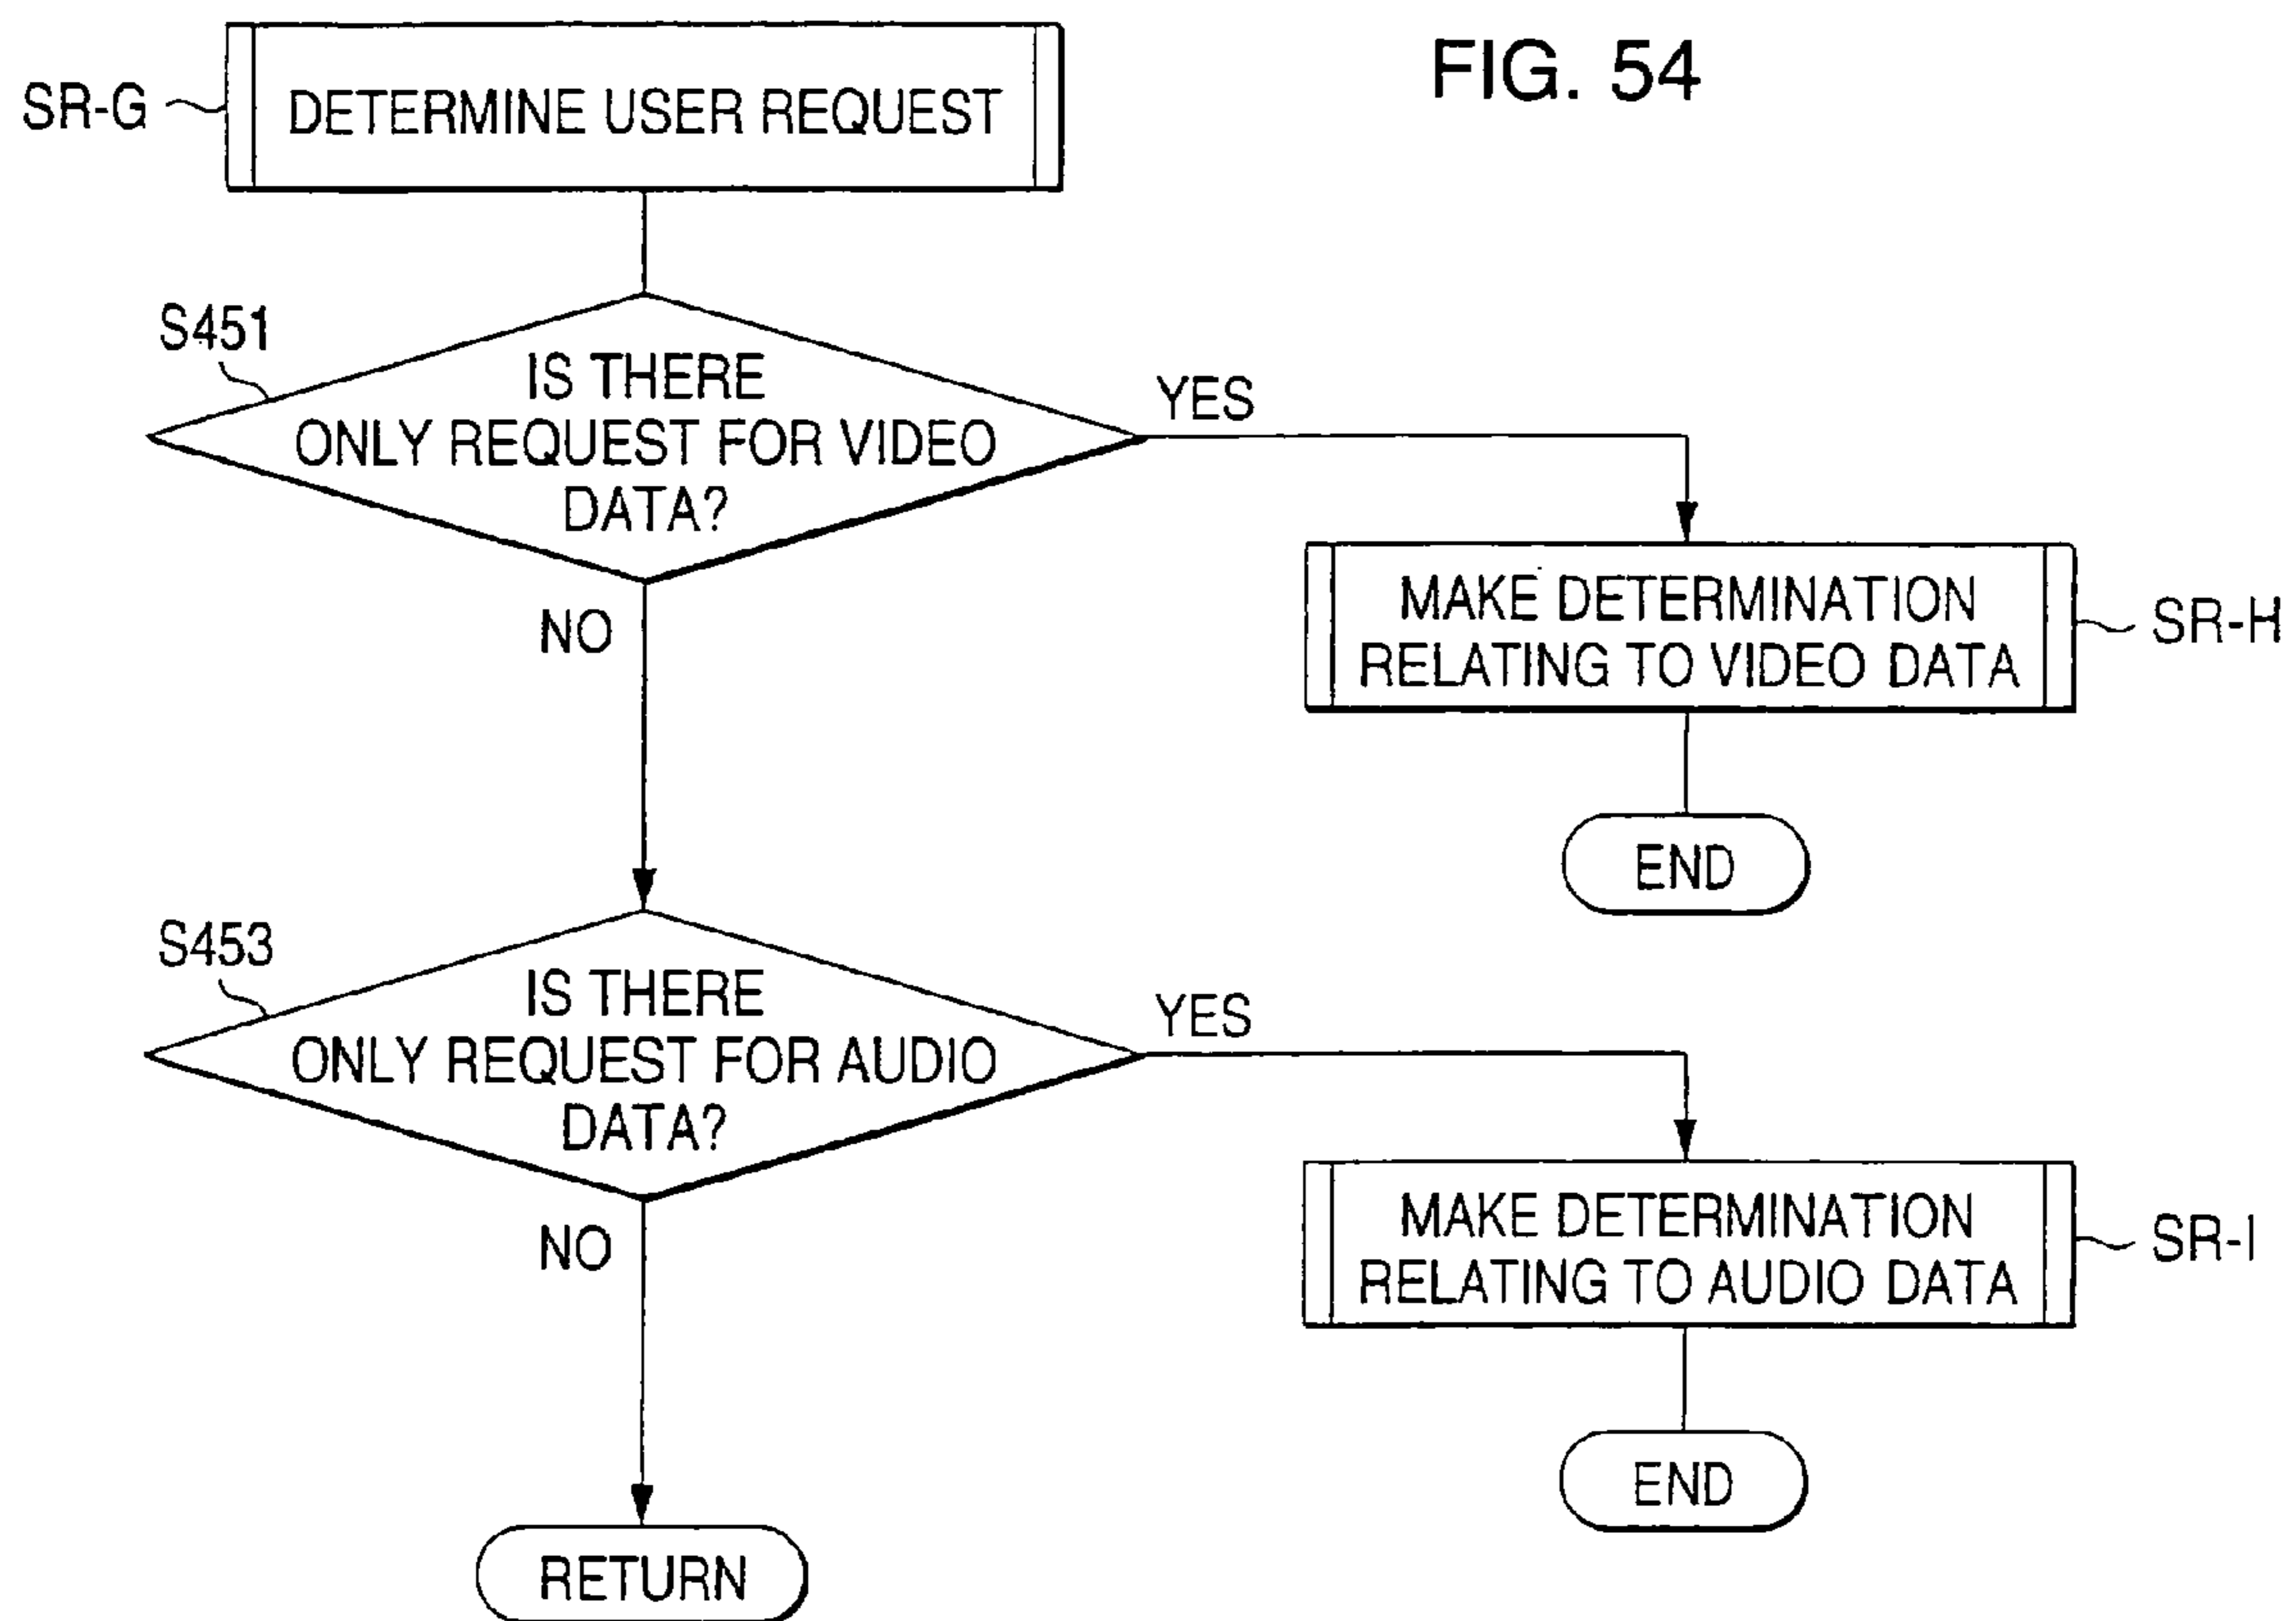 FIG. 54
SR-G
DETERMINE USER REQUEST
S451
IS THERE
ONLY REQUEST FOR VIDEO
DATA?
YES
NO
MAKE DETERMINATION
RELATING TO VIDEO DATA
SR-H
END
S453
IS THERE
ONLY REQUEST FOR AUDIO
DATA?
YES
NO
MAKE DETERMINATION
RELATING TO AUDIO DATA
SR-I
END
RETURN